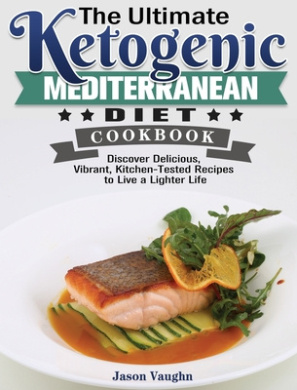 The Ultimate
Ketogenic
MEDITERRANEAN
DIET
COOKBOOK
Discover Delicious,
Vibrant, Kitchen-Tested Recipes
to Live a Lighter Life
Jason Vaughn